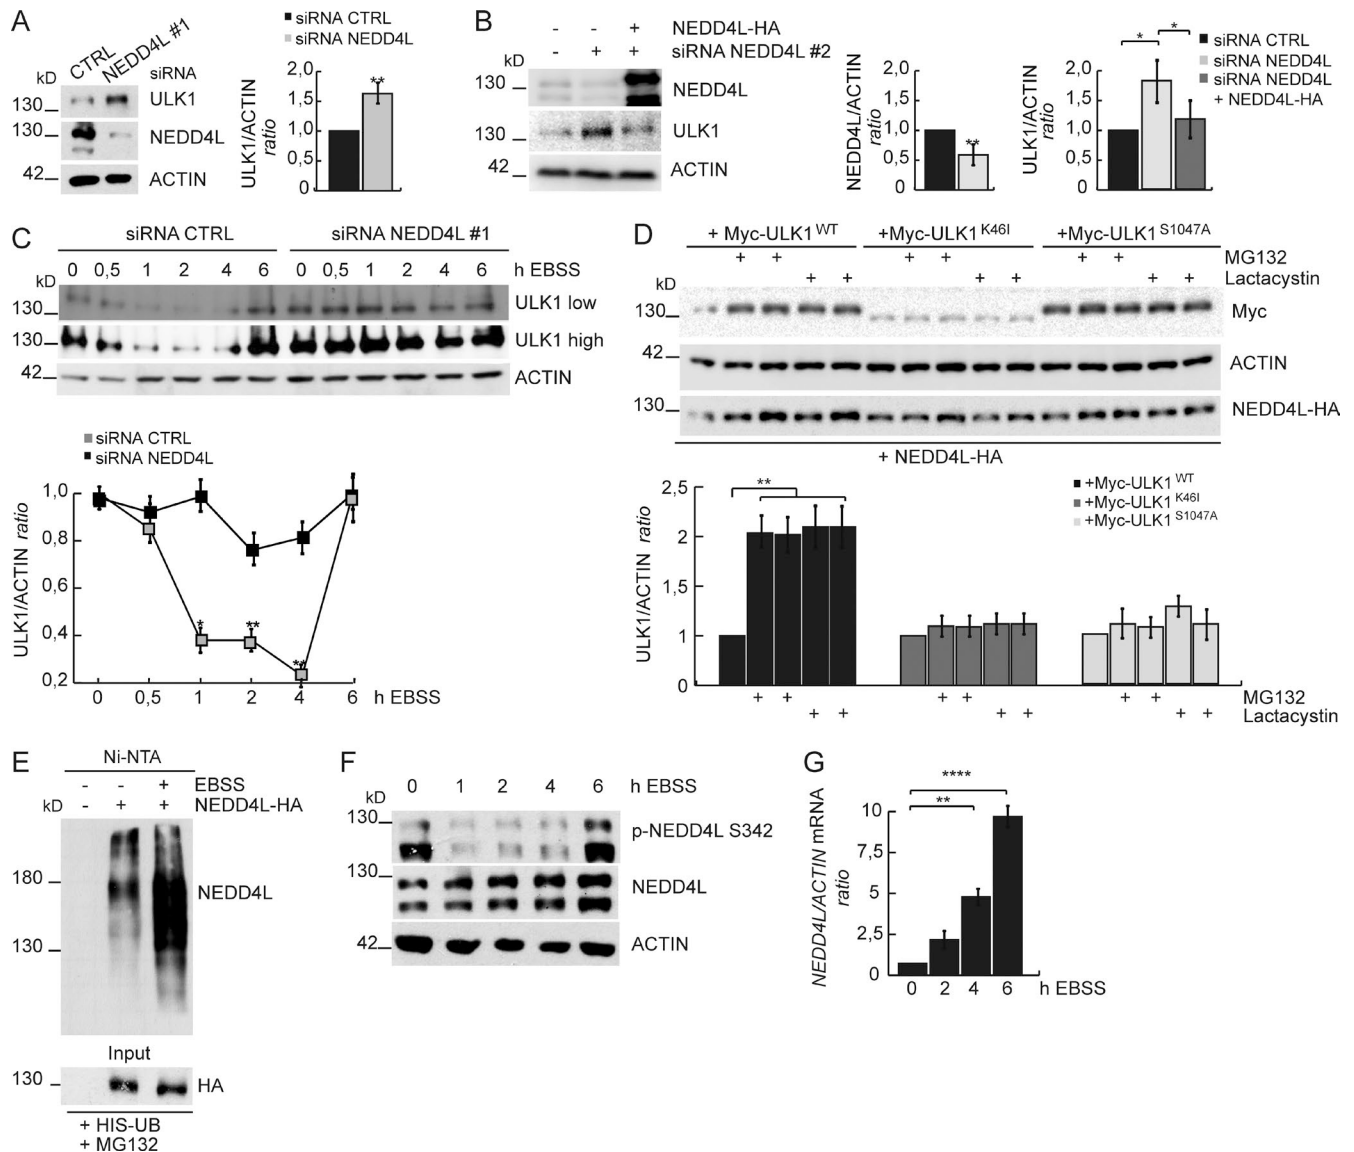 A
CTRL
NEDD4L #1
siRNA
kD
130
ULK1
130
NEDD4L
42
ACTIN
siRNA CTRL
siRNA NEDD4L
ULK1/ACTIN
ratio
2,0
1,5
1,0
0,5
0
**
B
- - + NEDD4L-HA
- + + siRNA NEDD4L #2
kD
130
NEDD4L
130
ULK1
42
ACTIN
NEDD4L/ACTIN
ratio
2,0
1,5
1,0
0,5
0
**
ULK1/ACTIN
ratio
2,0
1,5
1,0
0,5
0
* *
siRNA CTRL
siRNA NEDD4L
siRNA NEDD4L
+ NEDD4L-HA
C
siRNA CTRL siRNA NEDD4L #1
0 0,5 1 2 4 6 0 0,5 1 2 4 6 h EBSS
kD
130
ULK1 low
130
ULK1 high
42
ACTIN
siRNA CTRL
siRNA NEDD4L
ULK1/ACTIN ratio
1,0
0,8
0,6
0,4
0,2
* ** **
0 0,5 1 2 4 6 h EBSS
D
+ Myc-ULK1 WT +Myc-ULK1 K46I +Myc-ULK1 S1047A
+ + + + + + MG132
+ + + + + + Lactacystin
kD
130
Myc
42
ACTIN
130
NEDD4L-HA
+ NEDD4L-HA
ULK1/ACTIN ratio
2,5
2
1,5
1
0
**
+Myc-ULK1 WT
+Myc-ULK1 K46I
+Myc-ULK1 S1047A
+ + + + + + MG132
+ + + + + + Lactacystin
E
Ni-NTA
+ EBSS
- - 
kD - + + NEDD4L-HA
180
NEDD4L
130
Input
130
HA
+ HIS-UB
+ MG132
F
0 1 2 4 6 h EBSS
kD
130
p-NEDD4L S342
130
NEDD4L
42
ACTIN
G
NEDD4L/ACTIN mRNA
ratio
10
7,5
5
2,5
0
****
**
0 2 4 6 h EBSS